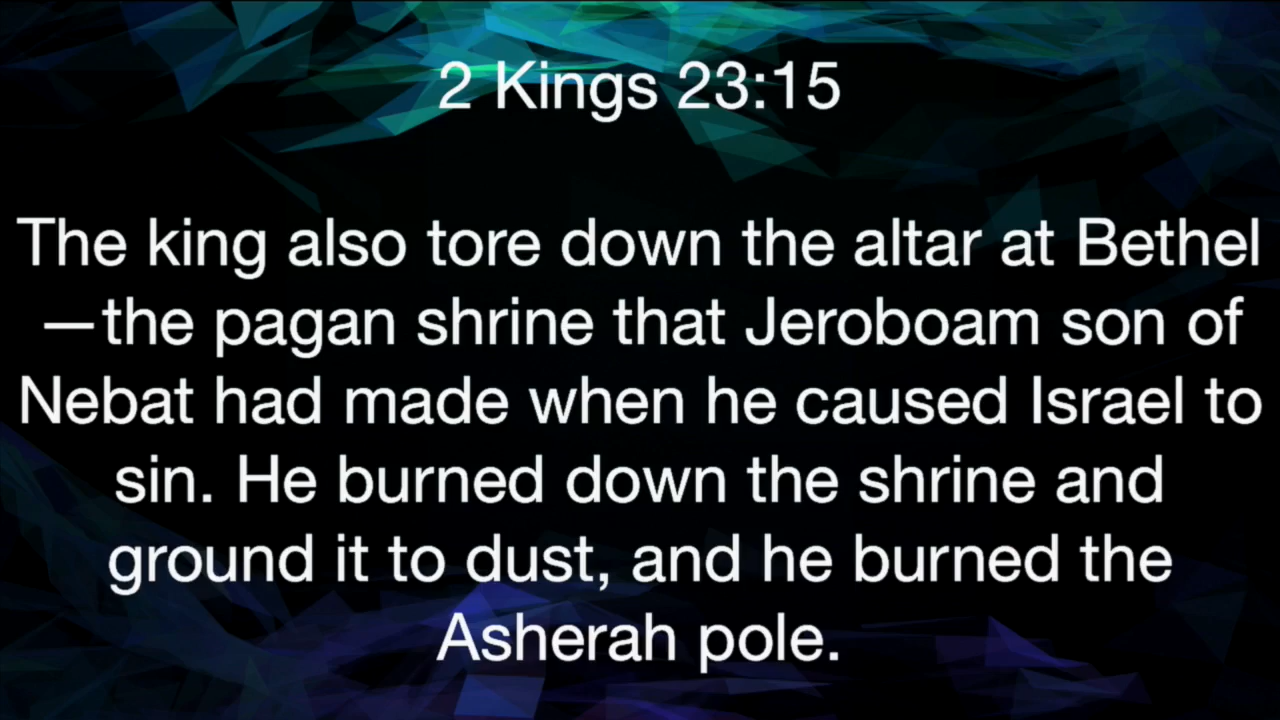 2 Kings 23:15
The king also tore down the altar at Bethel
—the pagan shrine that Jeroboam son of
Nebat had made when he caused Israel to
sin. He burned down the shrine and
ground it to dust, and he burned the
Asherah pole.